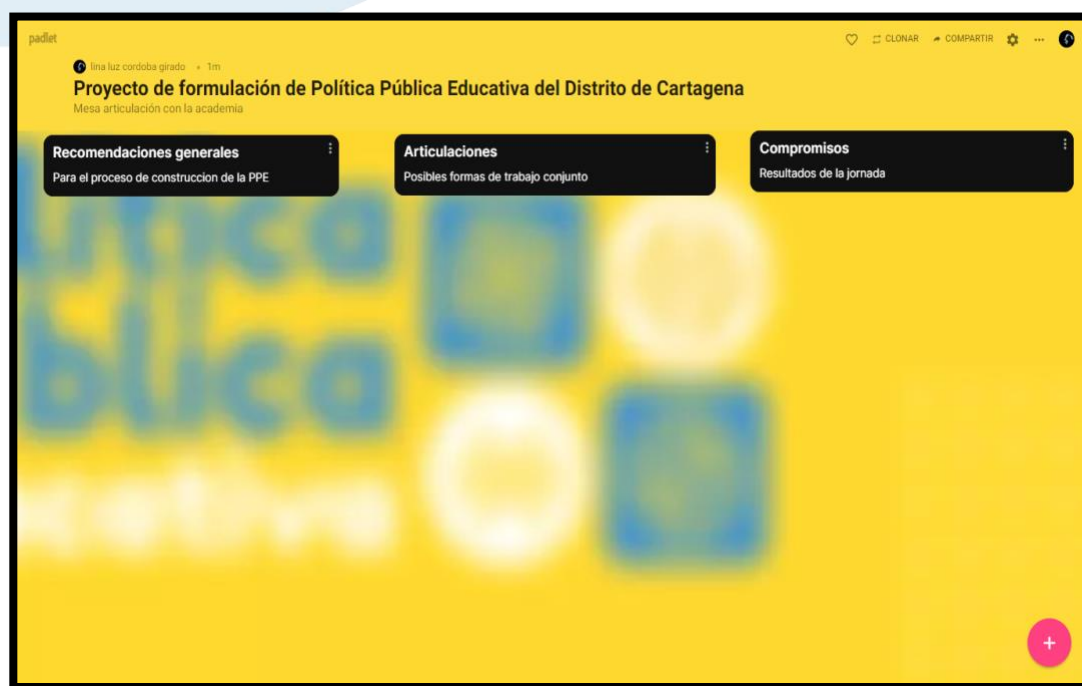 padlet
CLONAR COMPARTIR
lina luz cordoba girado • 1m
Proyecto de formulación de Política Pública Educativa del Distrito de Cartagena
Mesa articulación con la academia
Recomendaciones generales
Para el proceso de construccion de la PPE
Articulaciones
Posibles formas de trabajo conjunto
Compromisos
Resultados de la jornada